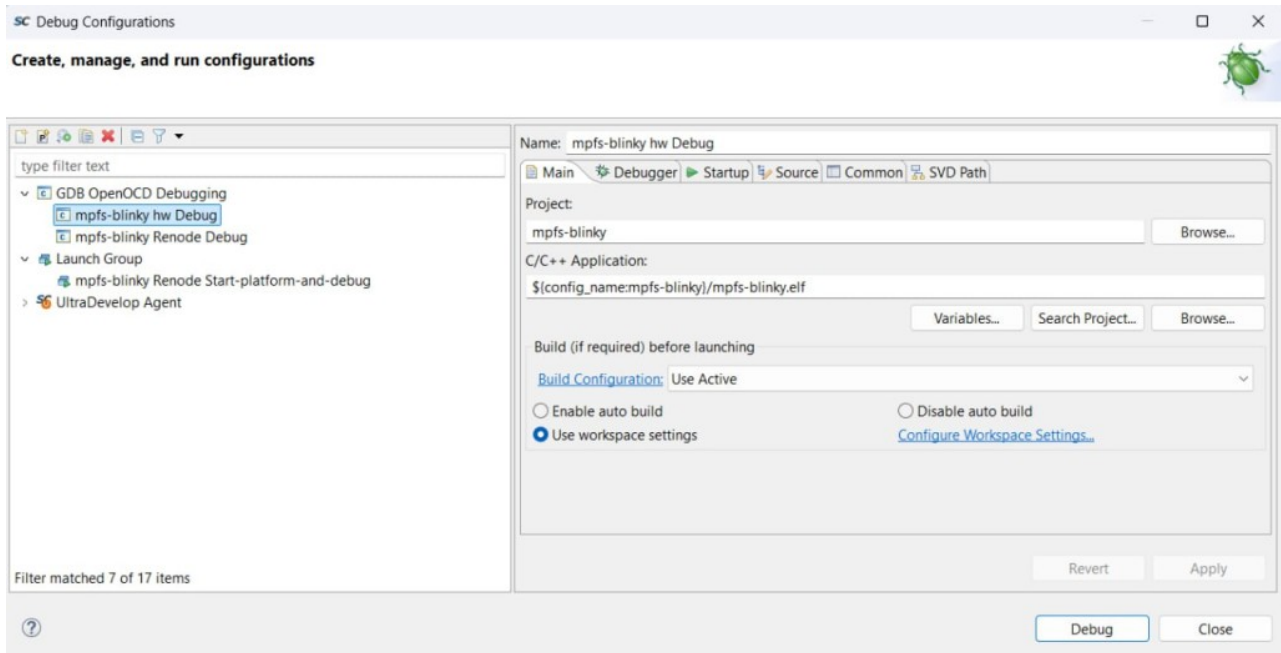 SC Debug Configurations
Create, manage, and run configurations
type filter text
GDB OpenOCD Debugging
mpfs-blinky hw Debug
mpfs-blinky Renode Debug
Launch Group
mpfs-blinky Renode Start-platform-and-debug
UltraDevelop Agent
Filter matched 7 of 17 items
Name: mpfs-blinky hw Debug
Main Debugger Startup Source Common SVD Path
Project:
mpfs-blinky Browse...
C/C++ Application:
${config_name:mpfs-blinky}/mpfs-blinky.elf
Variables... Search Project... Browse...
Build (if required) before launching
Build Configuration: Use Active
Enable auto build Disable auto build
Use workspace settings Configure Workspace Settings...
Revert Apply
Debug Close